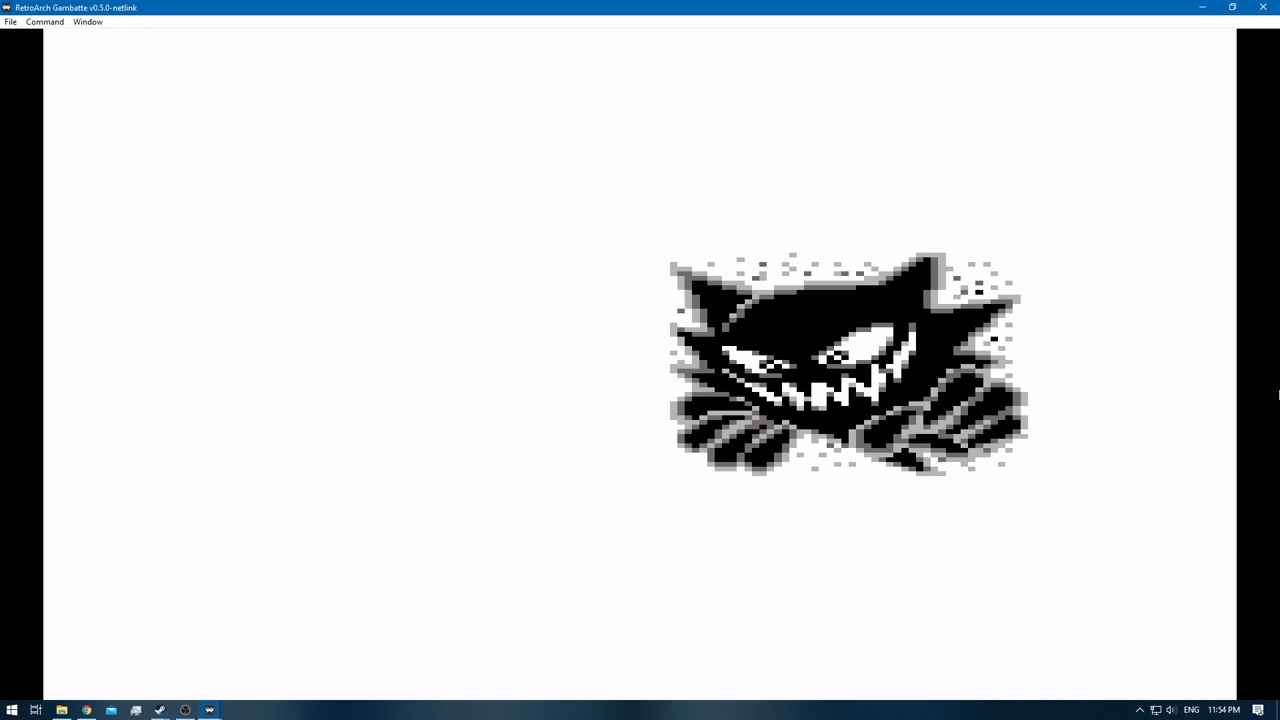 RetroArch Gambatte v0.5.0-netlink
File Command Window
ENG 11:54 PM